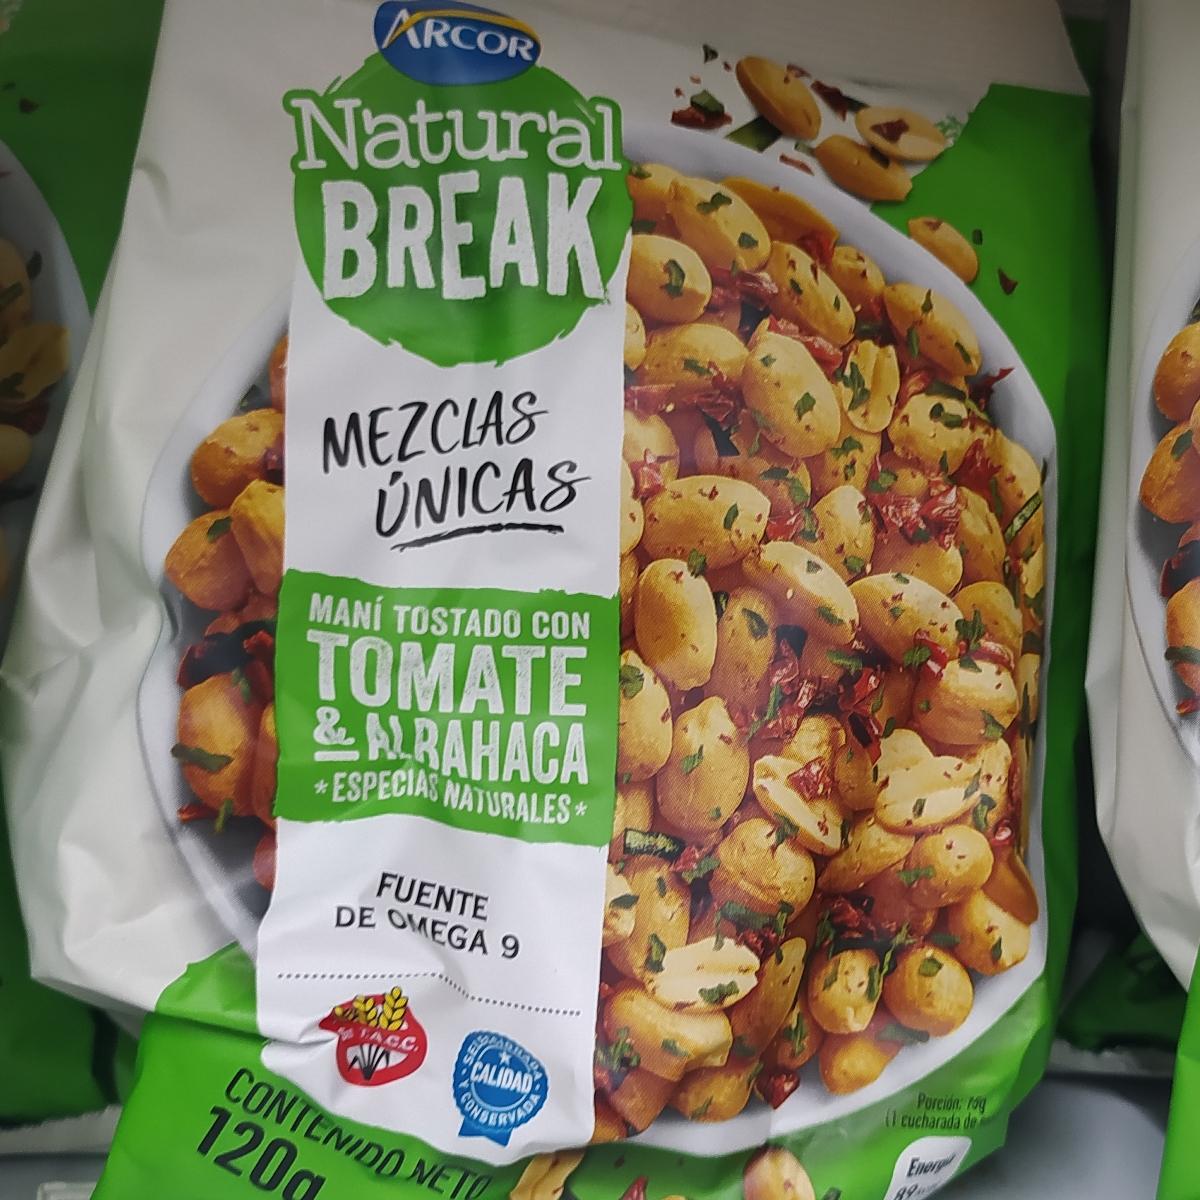 ARCOR
Natural
BREAK
MEZCLAS
ÚNICAS
MANÍ TOSTADO CON
TOMATE
& ALBAHACA
*ESPECIAS NATURALES*
FUENTE
DE OMEGA 9
T.A.C.C.
CALIDAD
Y CONSERVADA
CONTENIDO NETO
120g
Porción:
(1 cucharada de